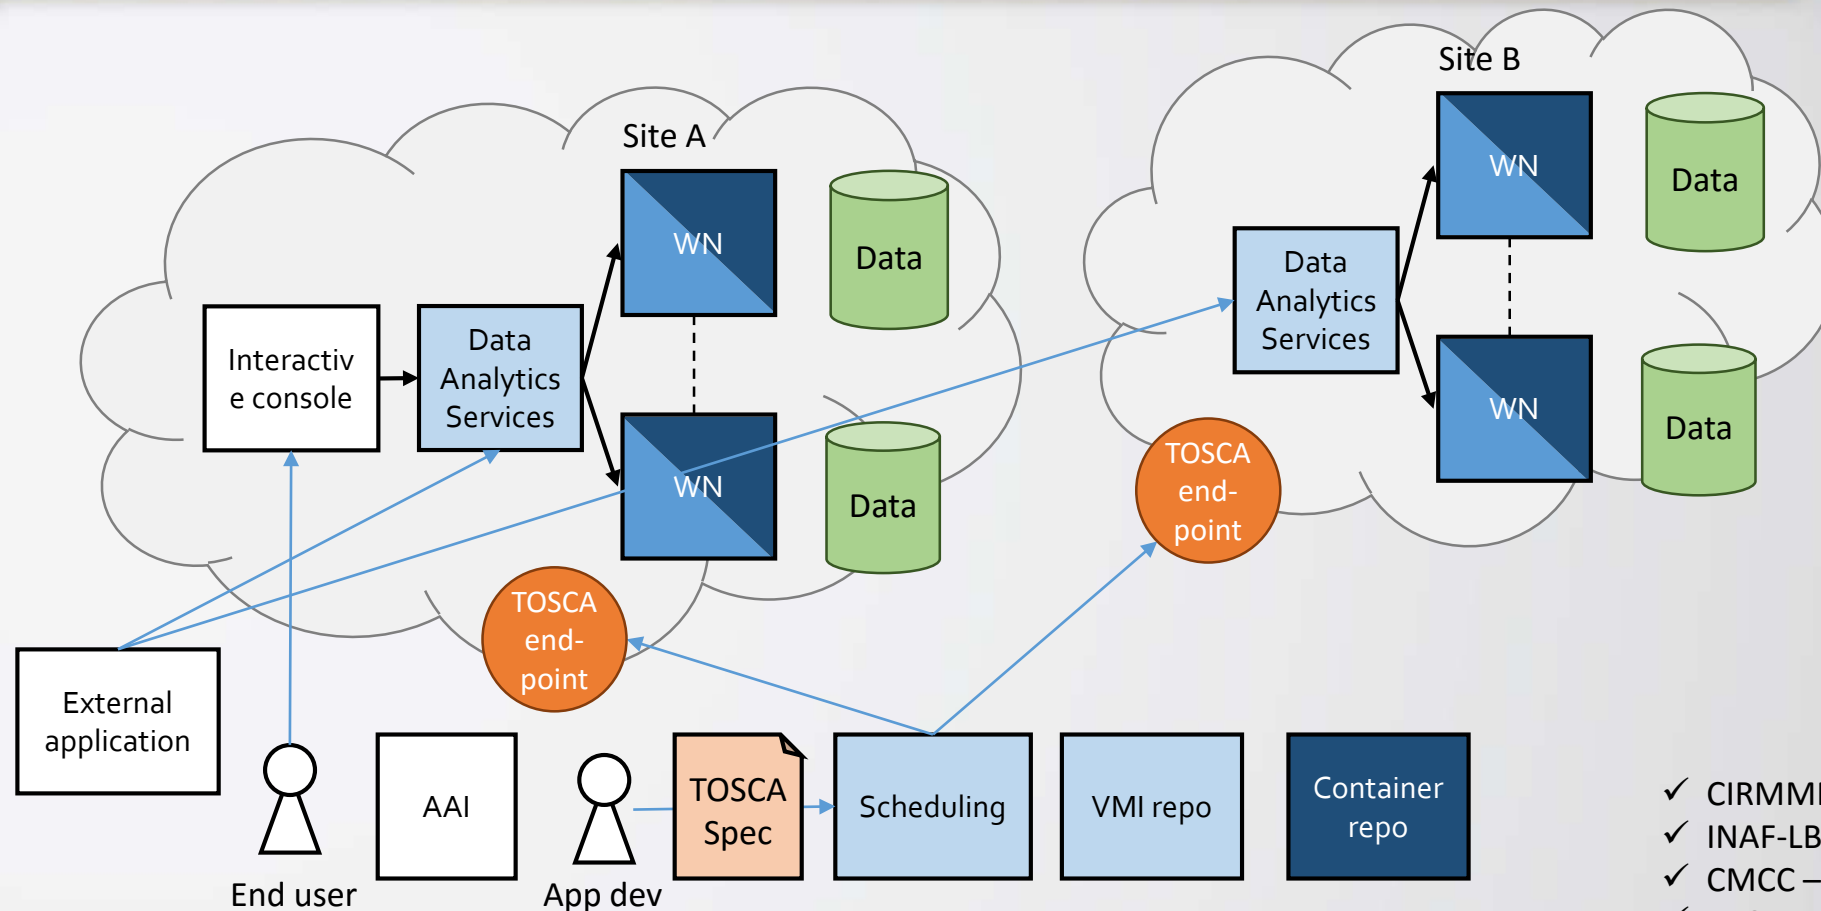 Site A
WN
Data
Interactiv
e console
Data
Analytics
Services
WN
Data
TOSCA
end-
point
Site B
WN
Data
Data
Analytics
Services
WN
Data
TOSCA
end-
point
External
application
End user
AAI
App dev
TOSCA
Spec
Scheduling
VMI repo
Container
repo
✓ INAF-LB
✓ CMCC –